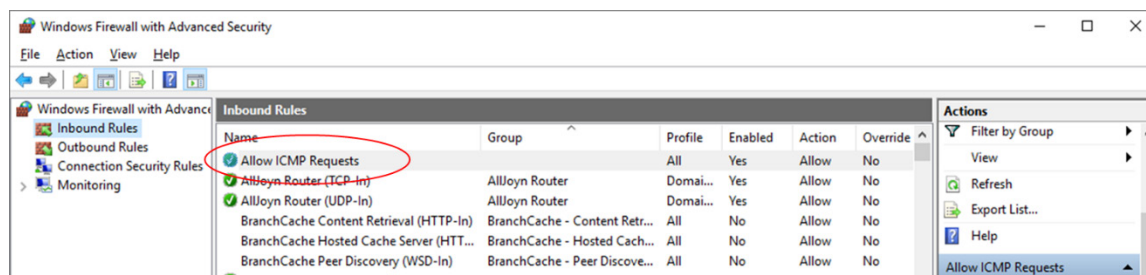 Windows Firewall with Advanced Security
File Action View Help
Windows Firewall with Advance
Inbound Rules
Outbound Rules
Connection Security Rules
Monitoring
Inbound Rules
Name Group Profile Enabled Action Override
Allow ICMP Requests All Yes Allow No
AllJoyn Router (TCP-In) AllJoyn Router Domai... Yes Allow No
AllJoyn Router (UDP-In) AllJoyn Router Domai... Yes Allow No
BranchCache Content Retrieval (HTTP-In) BranchCache - Content Retr... All No Allow No
BranchCache Hosted Cache Server (HTT... BranchCache - Hosted Cach... All No Allow No
BranchCache Peer Discovery (WSD-In) BranchCache - Peer Discove... All No Allow No
Actions
Filter by Group
View
Refresh
Export List...
Help
Allow ICMP Requests